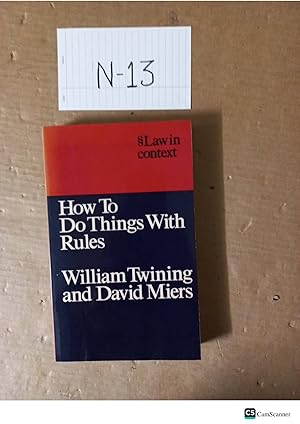 N-13
§Law in
context
How To
Do Things With
Rules
William Twining
and David Miers
CS CamScanner